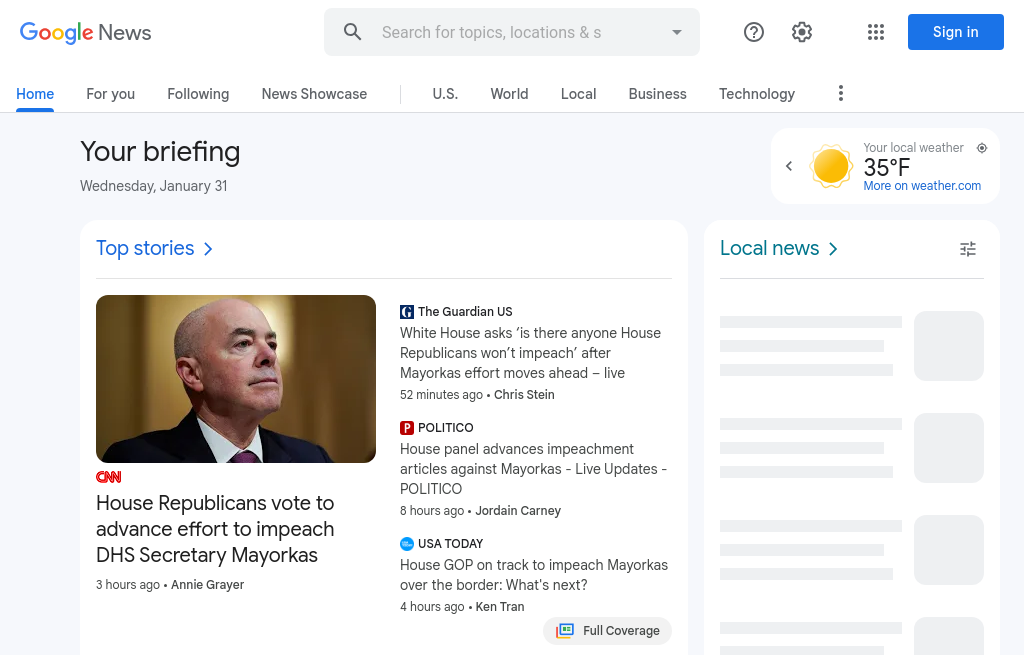 Google News
Search for topics, locations & s
Sign in
Home
For you
Following
News Showcase
U.S.
World
Local
Business
Technology
Your briefing
Wednesday, January 31
Your local weather
35°F
More on weather.com
Top stories
Local news
CNN
House Republicans vote to
advance effort to impeach
DHS Secretary Mayorkas
3 hours ago • Annie Grayer
The Guardian US
White House asks ‘is there anyone House
Republicans won’t impeach’ after
Mayorkas effort moves ahead – live
52 minutes ago • Chris Stein
POLITICO
House panel advances impeachment
articles against Mayorkas - Live Updates -
POLITICO
8 hours ago • Jordain Carney
USA TODAY
House GOP on track to impeach Mayorkas
over the border: What's next?
4 hours ago • Ken Tran
Full Coverage